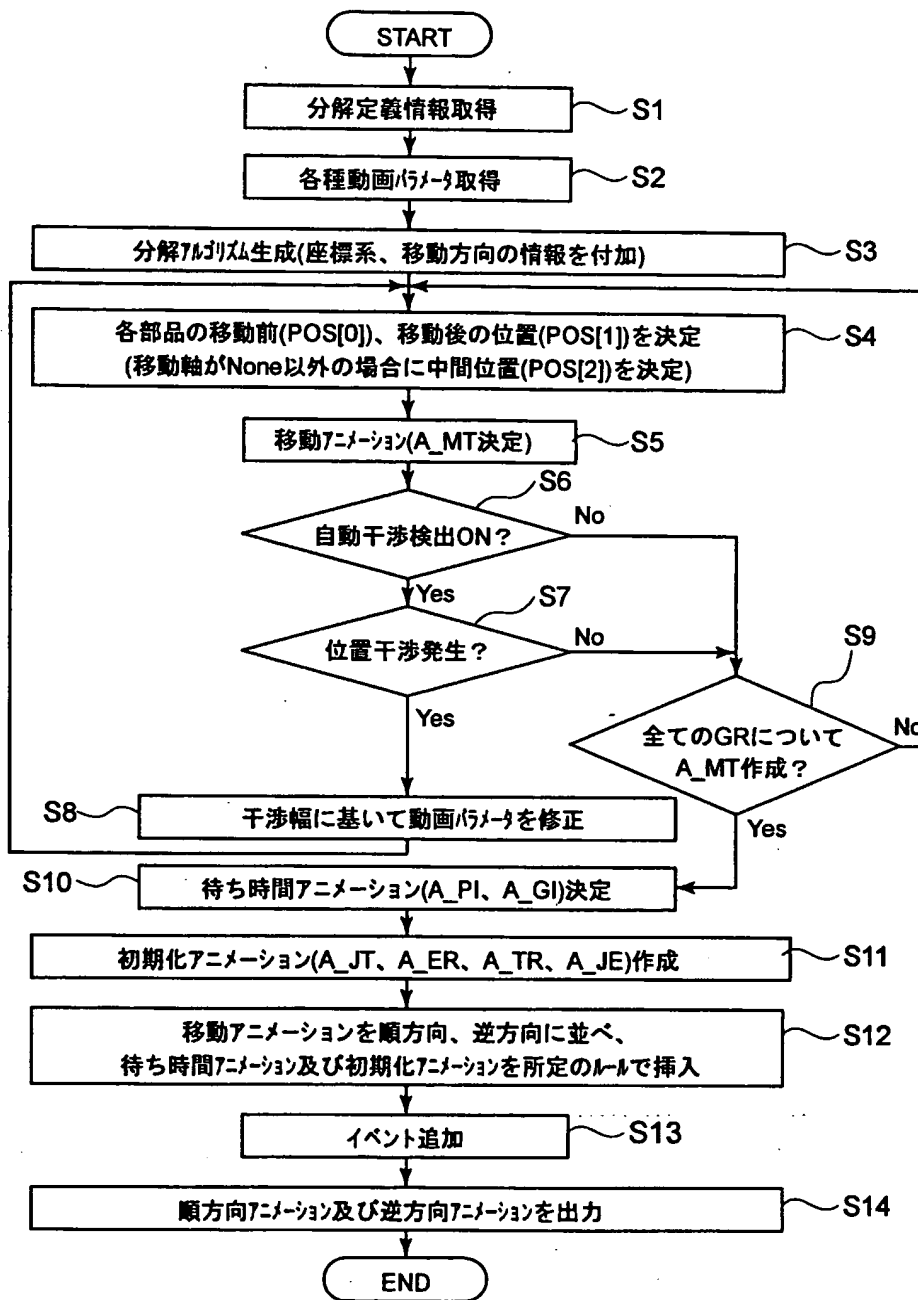 START
分解定義情報取得
S1
各種動画ﾊﾟﾗﾒｰﾀ取得
S2
分解ｱﾙｺﾞﾘｽﾞﾑ生成(座標系、移動方向の情報を付加)
S3
各部品の移動前(POS[0])、移動後の位置(POS[1])を決定
(移動軸がNone以外の場合に中間位置(POS[2])を決定)
S4
移動ｱﾆﾒｰｼｮﾝ(A_MT決定)
S5
S6
自動干渉検出ON？
No
Yes
S7
位置干渉発生？
No
Yes
S9
全てのGRについて
A_MT作成？
No
Yes
S8
干渉幅に基いて動画ﾊﾟﾗﾒｰﾀを修正
S10
待ち時間アニメーション(A_PI、A_GI)決定
初期化アニメーション(A_JT、A_ER、A_TR、A_JE)作成
S11
移動アニメーションを順方向、逆方向に並べ、
待ち時間ｱﾆﾒｰｼｮﾝ及び初期化ｱﾆﾒｰｼｮﾝを所定のﾙｰﾙで挿入
S12
イベント追加
S13
順方向ｱﾆﾒｰｼｮﾝ及び逆方向ｱﾆﾒｰｼｮﾝを出力
S14
END